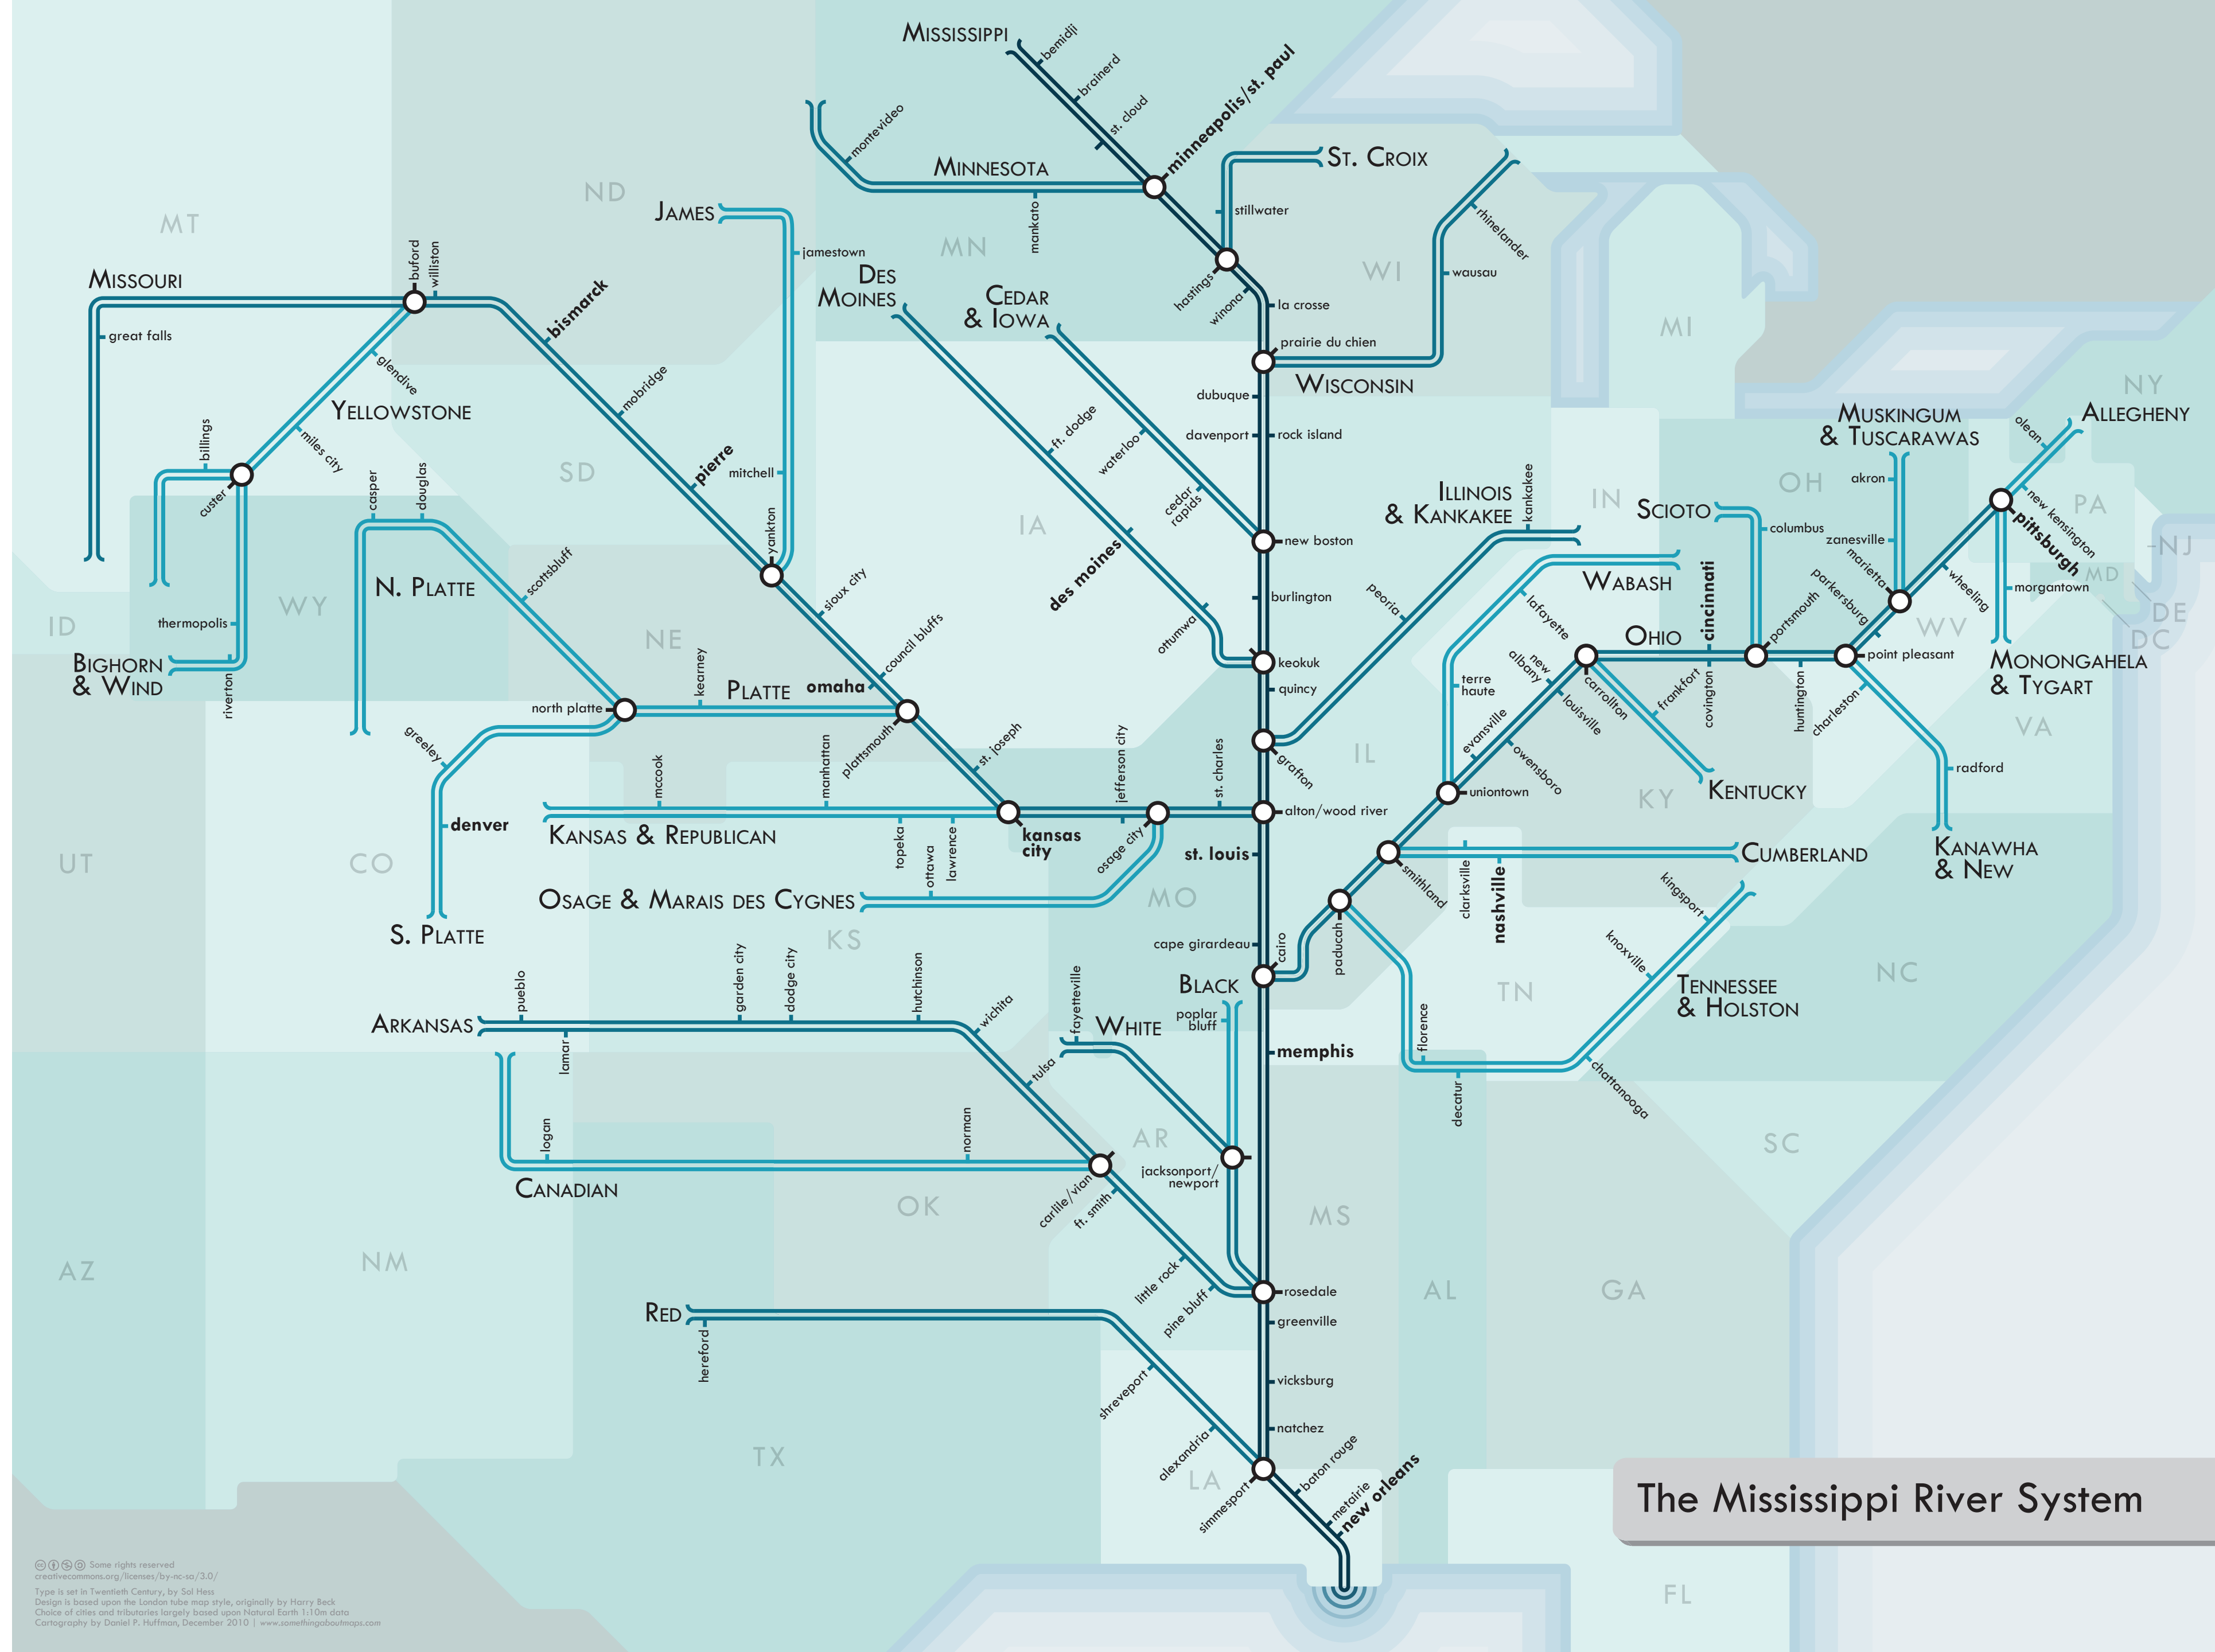 Mississippi
bemidji
brainerd
st. cloud
minneapolis/st. paul
montevideo
Minnesota
mankato
St. Croix
stillwater
hastings
winona
la crosse
prairie du chien
Wisconsin
rhinelander
wausau
dubuque
davenport
rock island
James
jamestown
mitchell
Des
Moines
Cedar
& Iowa
ft. dodge
waterloo
cedar
rapids
des moines
ottumwa
new boston
burlington
keokuk
quincy
Missouri
great falls
buford
williston
bismarck
mobridge
pierre
yankton
sioux city
council bluffs
omaha
plattsmouth
st. joseph
kansas
city
jefferson city
osage city
st. charles
alton/wood river
glendive
Yellowstone
miles city
billings
custer
thermopolis
Bighorn
& Wind
riverton
casper
douglas
N. Platte
scottsbluff
north platte
Platte
kearney
greeley
denver
S. Platte
mccook
manhattan
Kansas & Republican
topeka
lawrence
ottawa
Osage & Marais des Cygnes
Illinois
& Kankakee
kankakee
peoria
grafton
st. louis
cape girardeau
cairo
Wabash
lafayette
terre
haute
Scioto
columbus
Muskingum
& Tuscarawas
akron
zanesville
marietta
parkersburg
Allegheny
olean
new kensington
pittsburgh
wheeling
morgantown
Monongahela
& Tygart
Ohio
cincinnati
portsmouth
point pleasant
huntington
charleston
radford
Kanawha
& New
covington
frankfort
carrollton
Kentucky
new
albany
louisville
evansville
owensboro
uniontown
smithland
Cumberland
clarksville
nashville
paducah
kingsport
knoxville
Tennessee
& Holston
chattanooga
florence
decatur
Arkansas
pueblo
lamar
garden city
dodge city
hutchinson
wichita
tulsa
Canadian
logan
norman
carlile/vian
ft. smith
little rock
pine bluff
fayetteville
White
Black
poplar
bluff
jacksonport/
newport
memphis
rosedale
greenville
vicksburg
natchez
Red
hereford
shreveport
alexandria
simmesport
baton rouge
metairie
new orleans
MT
ND
MN
WI
MI
NY
SD
IA
IN
OH
PA
NJ
MD
DE
DC
ID
WY
NE
WV
VA
UT
CO
IL
KY
KS
MO
TN
NC
AZ
NM
OK
AR
MS
AL
GA
SC
TX
LA
FL
The Mississippi River System
Some rights reserved
creativecommons.org/licenses/by-nc-sa/3.0/
Type is set in Twentieth Century, by Sol Hess
Design is based upon the London tube map style, originally by Harry Beck
Choice of cities and tributaries largely based upon Natural Earth 1:10m data
Cartography by Daniel P. Huffman, December 2010 | www.somethingaboutmaps.com